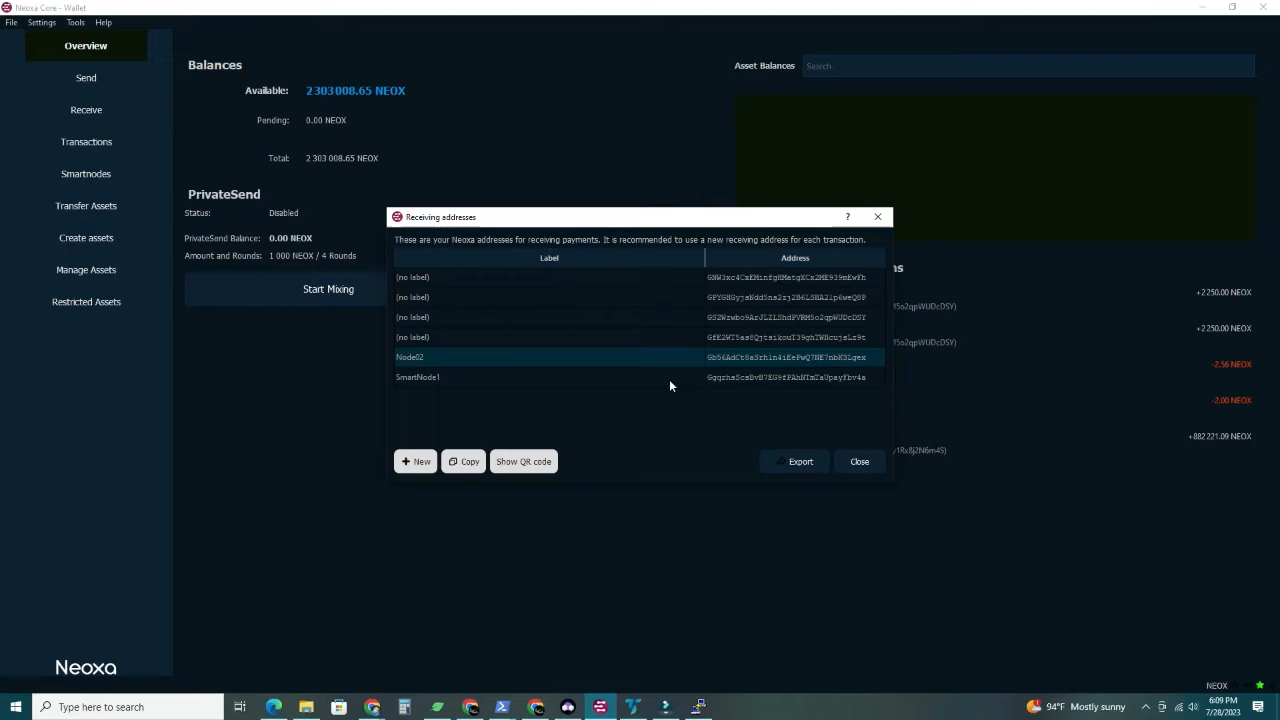 Neoxa Core - Wallet
File Settings Tools Help
Overview
Send
Receive
Transactions
Smartnodes
Transfer Assets
Create assets
Manage Assets
Restricted Assets
Neoxa
Balances
Available: 2 303 008.65 NEOX
Pending: 0.00 NEOX
Total: 2 303 008.65 NEOX
PrivateSend
Status: Disabled
PrivateSend Balance: 0.00 NEOX
Amount and Rounds: 1 000 NEOX / 4 Rounds
Start Mixing
Asset Balances Search
ns
+2 250.00 NEOX
15o2qpWUDcDSY)
+2 250.00 NEOX
15o2qpWUDcDSY)
-2.56 NEOX
-2.00 NEOX
+882 221.09 NEOX
y1Rx8j2N6m4S)
Receiving addresses
?
These are your Neoxa addresses for receiving payments. It is recommended to use a new receiving address for each transaction.
Label Address
(no label)
(no label)
(no label) GS2Wzwbo9ArJLZLShdPVRM5o2qpWUDcDSY
(no label)
Node02
SmartNode1
New Copy Show QR code Export Close
NEOX
Type here to search
94°F Mostly sunny
6:09 PM
7/28/2023